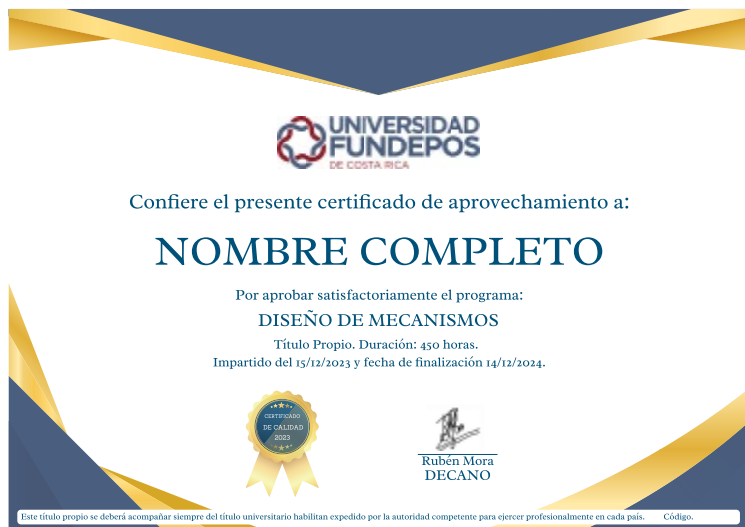 UNIVERSIDAD
FUNDEPOS
DE COSTA RICA
Confiere el presente certificado de aprovechamiento a:
NOMBRE COMPLETO
Por aprobar satisfactoriamente el programa:
DISEÑO DE MECANISMOS
Título Propio. Duración: 450 horas.
Impartido del 15/12/2023 y fecha de finalización 14/12/2024.
CERTIFICADO
DE CALIDAD
2023
Rubén Mora
DECANO
Este título propio se deberá acompañar siempre del título universitario habilitan expedido por la autoridad competente para ejercer profesionalmente en cada país. Código.